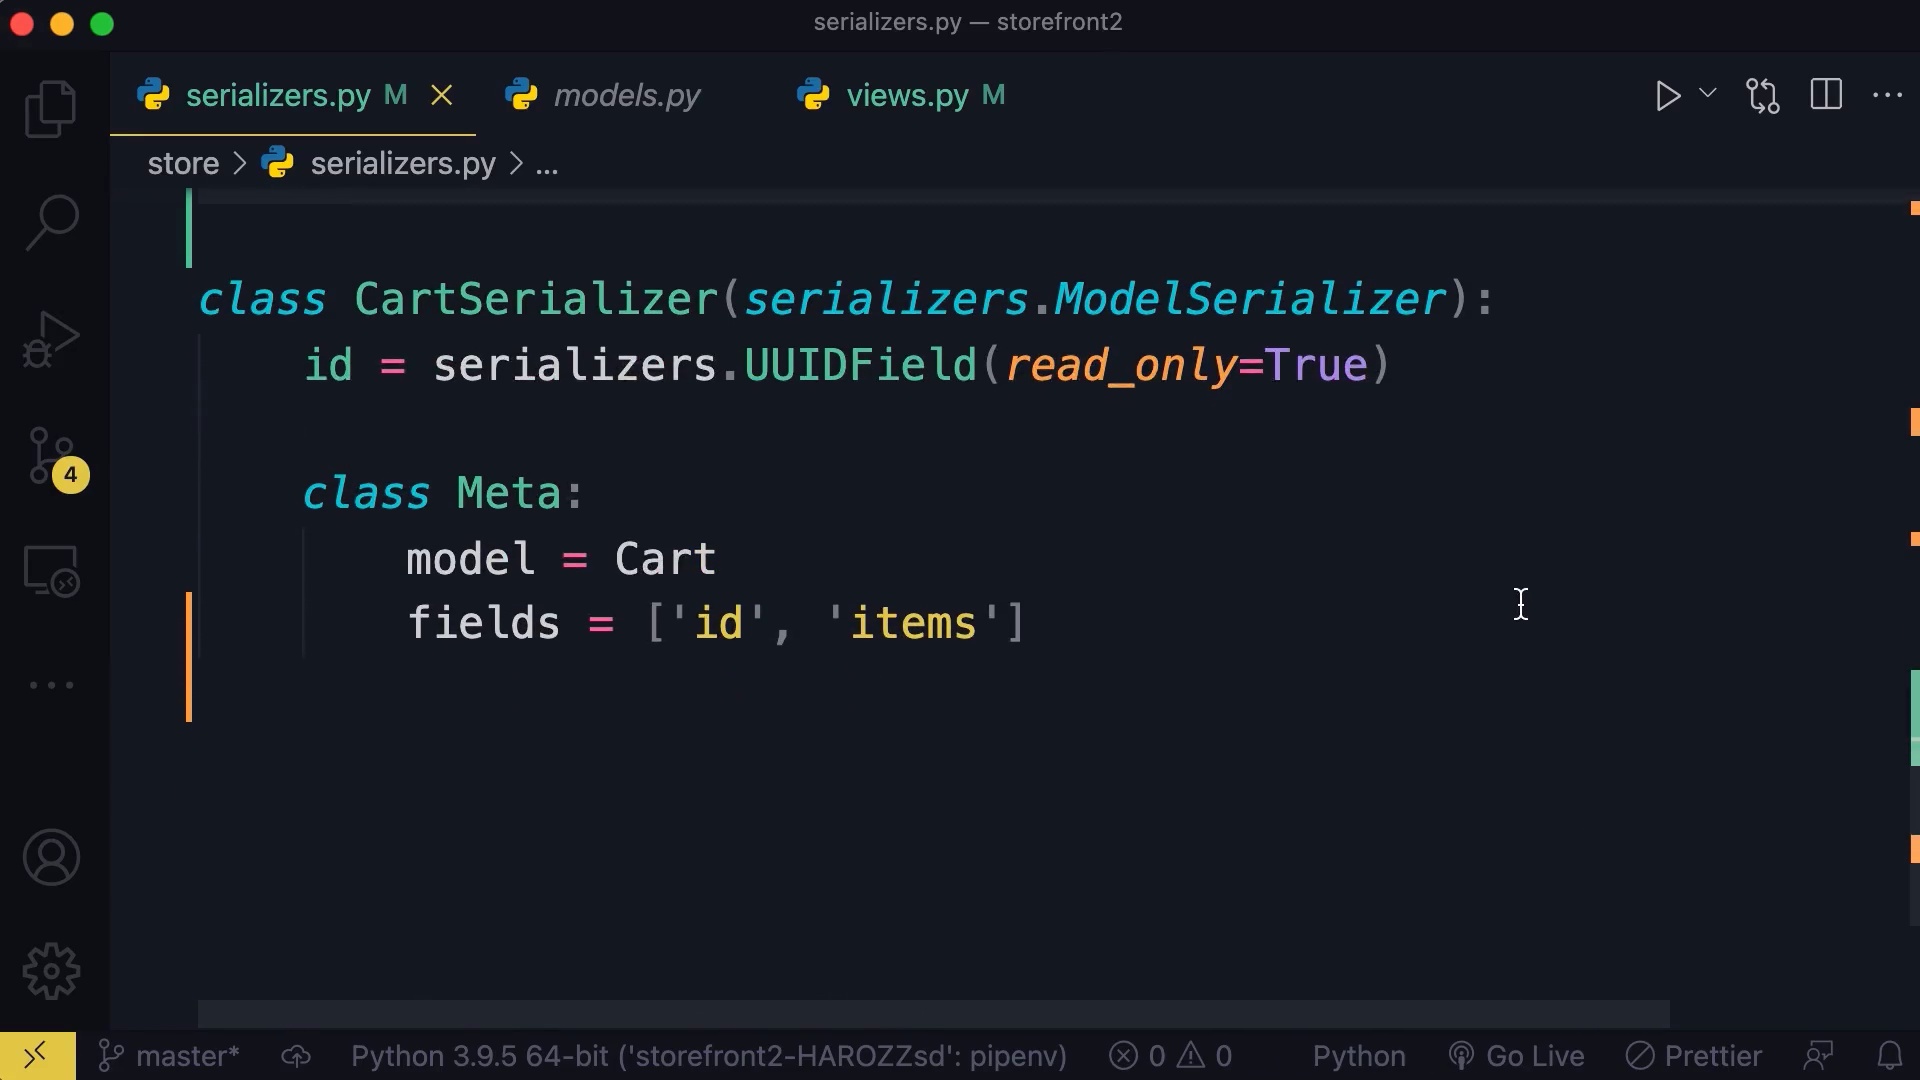 serializers.py — storefront2
serializers.py M models.py views.py M
store > serializers.py > ...
class CartSerializer(serializers.ModelSerializer):
id = serializers.UUIDField(read_only=True)
class Meta:
model = Cart
fields = ['id', 'items']
4
master* Python 3.9.5 64-bit ('storefront2-HAROZZsd': pipenv) 0 0 Python Go Live Prettier